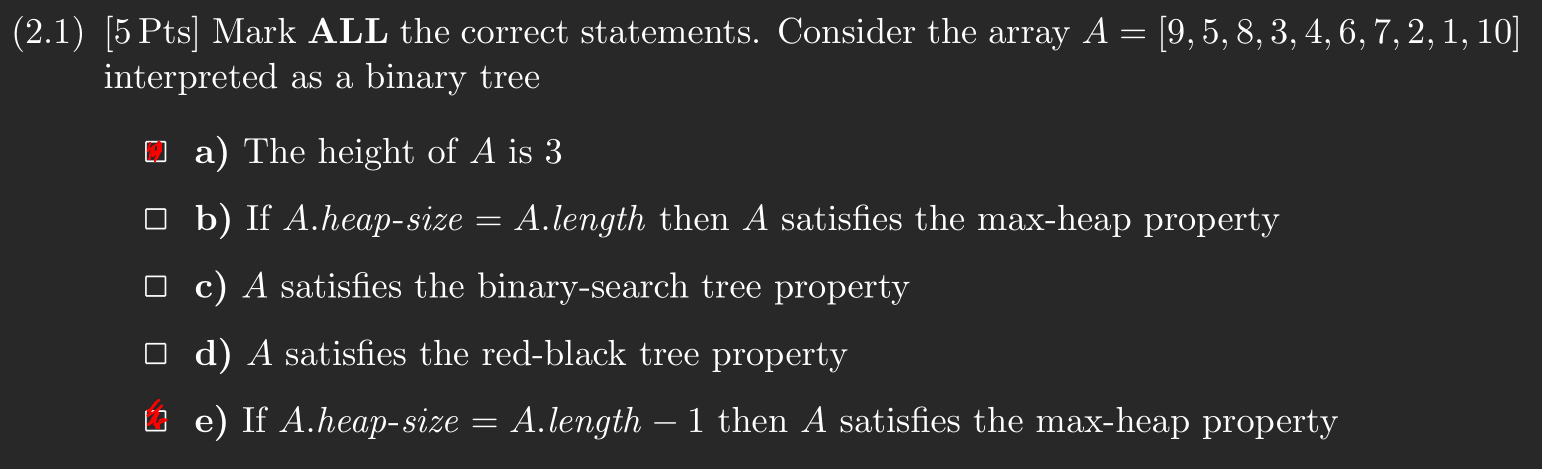 (2.1) [5 Pts] Mark ALL the correct statements. Consider the array A = [9, 5, 8, 3, 4, 6, 7, 2, 1, 10]
interpreted as a binary tree
a) The height of A is 3
b) If A.heap-size = A.length then A satisfies the max-heap property
c) A satisfies the binary-search tree property
d) A satisfies the red-black tree property
e) If A.heap-size = A.length − 1 then A satisfies the max-heap property